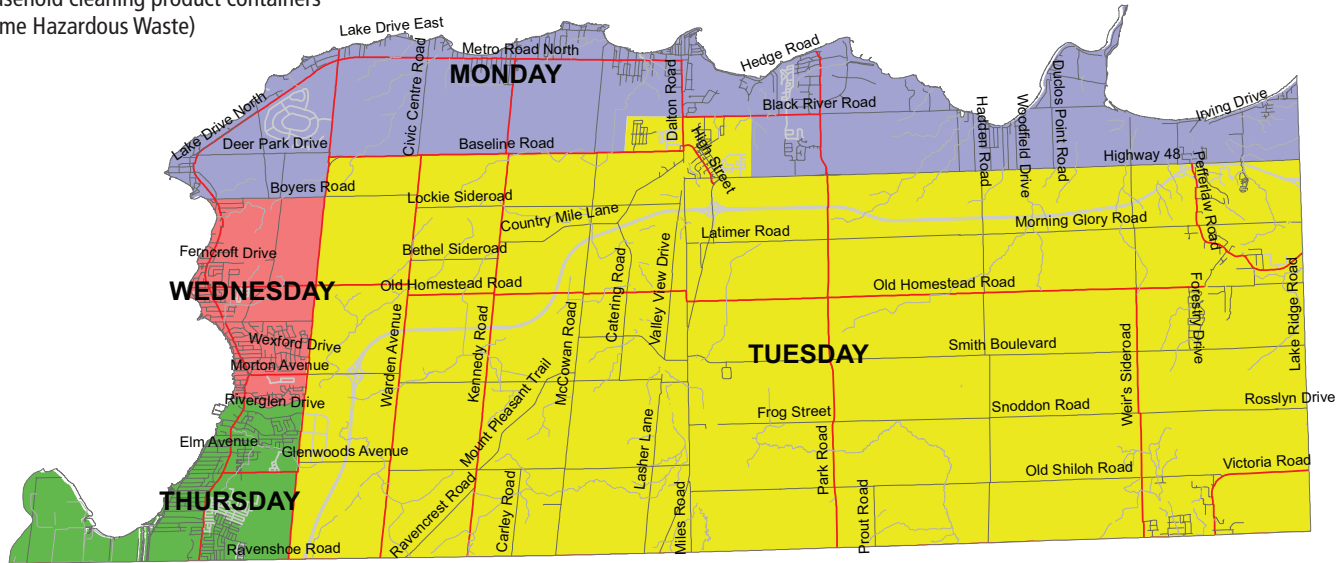 usehold cleaning product containers
me Hazardous Waste)
Lake Drive East
Metro Road North
MONDAY
Hedge Road
Civic Centre Road
Dalton Road
Black River Road
Lake Drive North
Deer Park Drive
Baseline Road
High Street
Hadden Road
Woodfield Drive
Duclos Point Road
Irving Drive
Highway 48
Pefferlaw Road
Boyers Road
Lockie Sideroad
Country Mile Lane
Latimer Road
Morning Glory Road
Ferncroft Drive
Bethel Sideroad
WEDNESDAY
Old Homestead Road
Catering Road
Valley View Drive
Old Homestead Road
Forestry Drive
Lake Ridge Road
Wexford Drive
Morton Avenue
Warden Avenue
Kennedy Road
McCowan Road
TUESDAY
Smith Boulevard
Weir's Sideroad
Riverglen Drive
Mount Pleasant Trail
Frog Street
Snoddon Road
Rosslyn Drive
Elm Avenue
Glenwoods Avenue
Lasher Lane
Park Road
Old Shiloh Road
Victoria Road
THURSDAY
Ravencrest Road
Carley Road
Miles Road
Prout Road
Ravenshoe Road